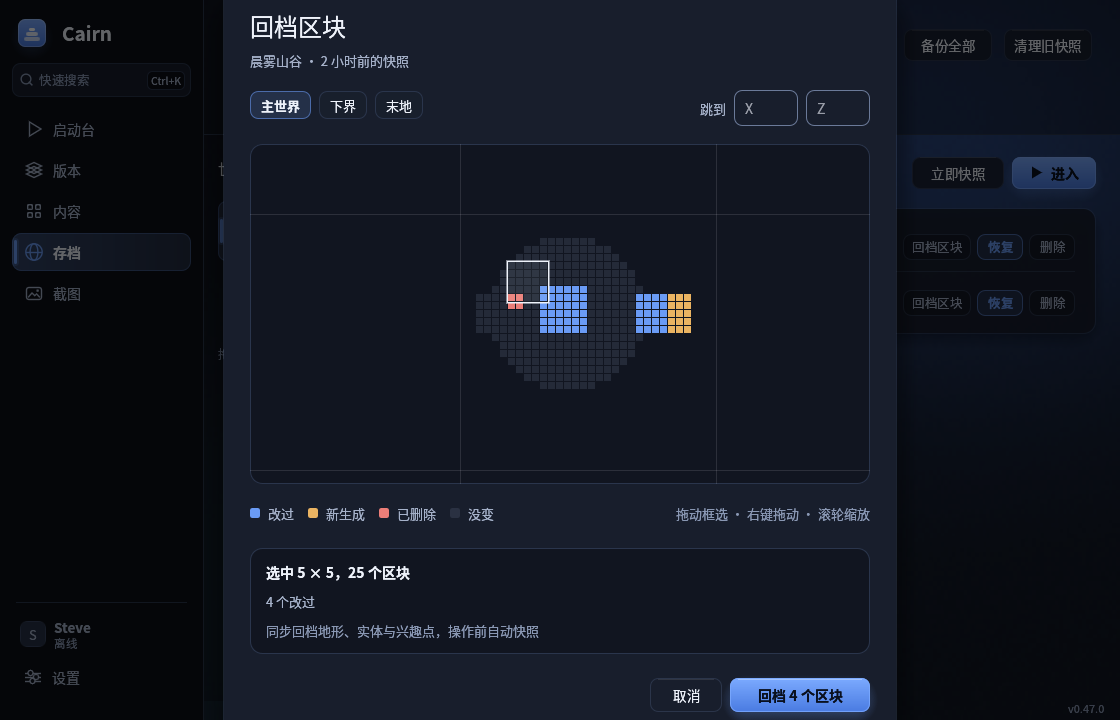 Cairn
快速搜索 Ctrl+K
启动台
版本
内容
存档
截图
S Steve
离线
设置
回档区块
晨雾山谷 · 2 小时前的快照
主世界 下界 末地 跳到 X Z
改过 新生成 已删除 没变 拖动框选 · 右键拖动 · 滚轮缩放
选中 5 × 5，25 个区块
4 个改过
同步回档地形、实体与兴趣点，操作前自动快照
取消 回档 4 个区块
备份全部 清理旧快照
立即快照 进入
回档区块 恢复 删除
回档区块 恢复 删除
v0.47.0